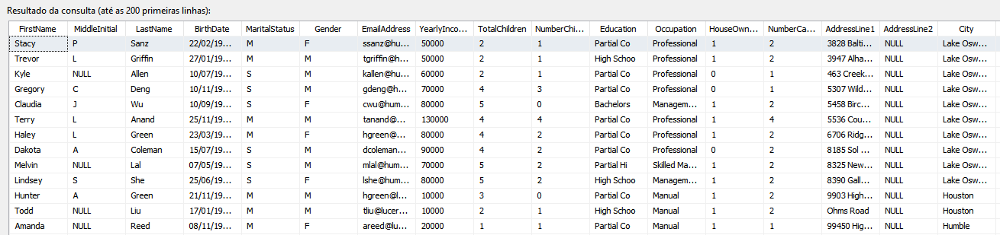 Resultado da consulta (até as 200 primeiras linhas):
FirstName MiddleInitial LastName BirthDate MaritalStatus Gender EmailAddress YearlyInco... TotalChildren NumberChi... Education Occupation HouseOwn... NumberCa... AddressLine1 AddressLine2 City
Stacy P Sanz 22/02/19... M F ssanz@hu... 50000 2 1 Partial Co Professional 1 2 3828 Balti... NULL Lake Osw...
Trevor L Griffin 27/01/19... M M tgriffin@h... 50000 2 1 High Schoo Professional 1 2 3947 Alha... NULL Lake Osw...
Kyle NULL Allen 10/07/19... S M kallen@hu... 60000 2 1 Partial Co Professional 0 1 463 Creek... NULL Lake Osw...
Gregory C Deng 10/11/19... S M gdeng@h... 70000 4 3 Partial Co Professional 0 1 5307 Wild... NULL Lake Osw...
Claudia J Wu 10/09/19... S F cwu@hum... 80000 5 0 Bachelors Managem... 1 2 5458 Birc... NULL Lake Osw...
Terry L Anand 25/11/19... M M tanand@... 130000 4 4 Partial Co Professional 1 4 5536 Cou... NULL Lake Osw...
Haley L Green 23/03/19... M F hgreen@... 80000 4 2 Partial Co Professional 1 2 6706 Ridg... NULL Lake Osw...
Dakota A Coleman 15/07/19... S M dcoleman... 90000 4 2 Partial Co Professional 0 2 8185 Sol ... NULL Lake Osw...
Melvin NULL Lal 07/05/19... S M mlal@hum... 70000 5 2 Partial Hi Skilled Ma... 1 2 8325 New... NULL Lake Osw...
Lindsey S She 25/06/19... S F lshe@hum... 80000 5 2 High Schoo Managem... 1 2 8390 Gall... NULL Lake Osw...
Hunter A Green 21/11/19... M M hgreen@l... 10000 3 0 Partial Co Manual 1 2 9903 High... NULL Houston
Todd NULL Liu 17/01/19... M M tliu@lucer... 10000 2 1 High Schoo Manual 1 2 Ohms Road NULL Houston
Amanda NULL Reed 08/11/19... M F areed@lu... 20000 1 1 Partial Co Manual 1 1 99450 Hig... NULL Humble